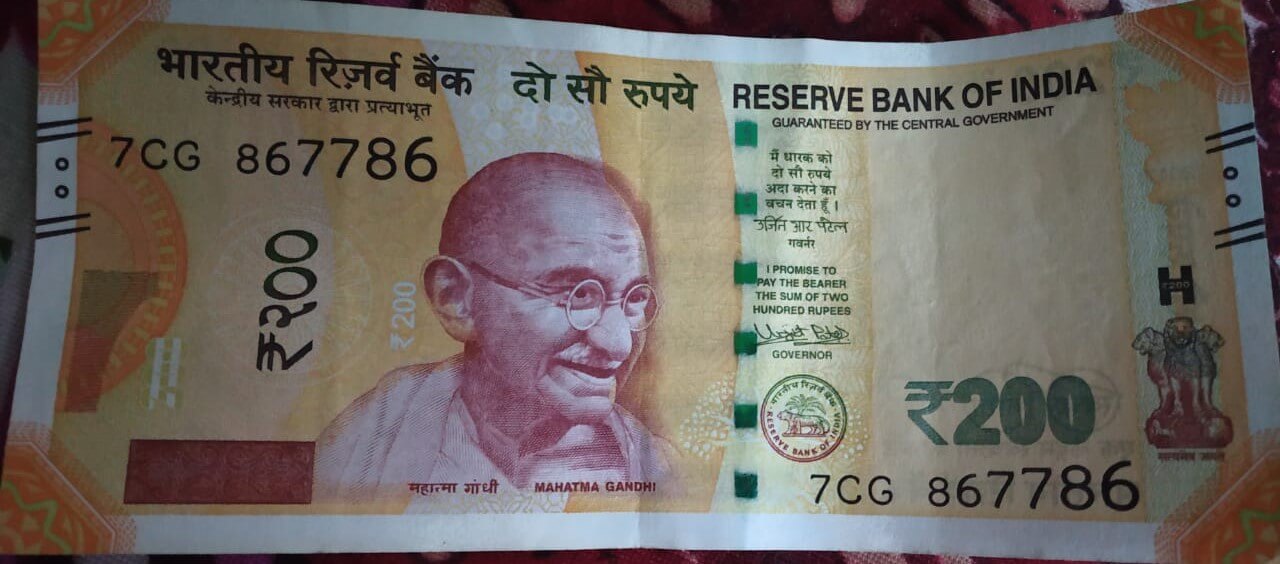 भारतीय रिज़र्व बैंक
केन्द्रीय सरकार द्वारा प्रत्याभूत
दो सौ रुपये
RESERVE BANK OF INDIA
GUARANTEED BY THE CENTRAL GOVERNMENT
7CG 867786
₹२००
₹200
मैं धारक को
दो सौ रुपये
अदा करने का
वचन देता हूँ ।
उर्जित आर पटेल
गवर्नर
I PROMISE TO
PAY THE BEARER
THE SUM OF TWO
HUNDRED RUPEES
Urjit Patel
GOVERNOR
भारतीय रिज़र्व बैंक
RESERVE BANK OF INDIA
H
₹200
₹200
सत्यमेव जयते
महात्मा गांधी
MAHATMA GANDHI
7CG 867786